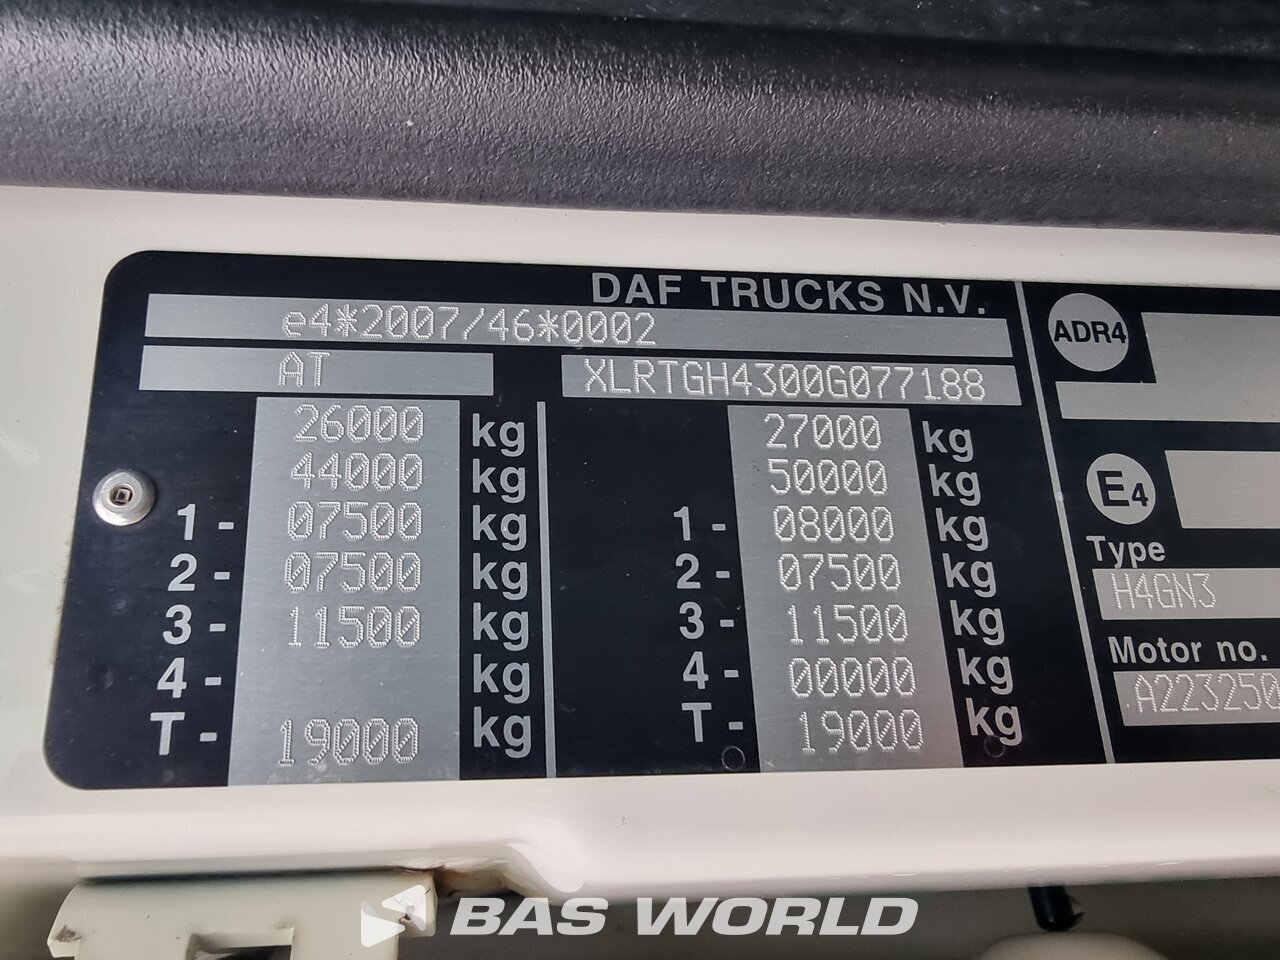 DAF TRUCKS N.V.
e4*2007/46*0002
AT
XLRTGH4300G077188
26000 kg
44000 kg
1 - 07500 kg
2 - 07500 kg
3 - 11500 kg
4 - kg
T - 19000 kg
27000 kg
50000 kg
1 - 08000 kg
2 - 07500 kg
3 - 11500 kg
4 - 00000 kg
T - 19000 kg
ADR4
E4
Type
H4GN3
Motor no.
A223250
BAS WORLD